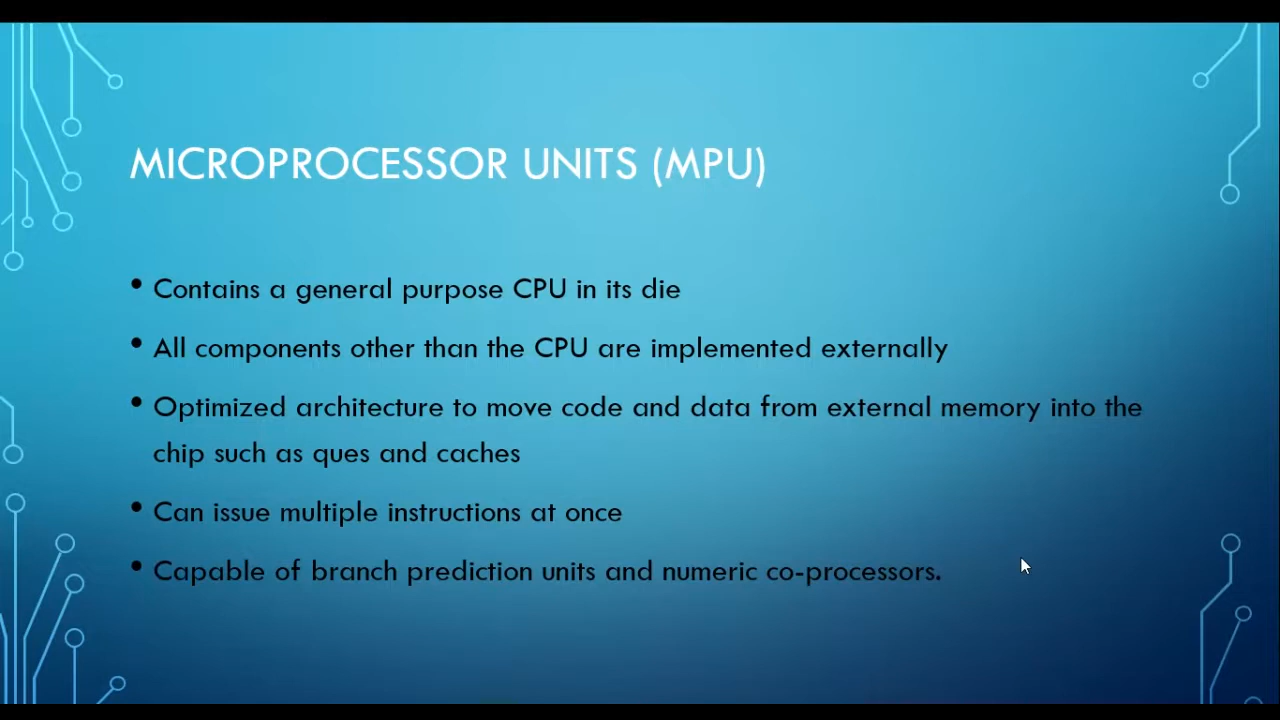 MICROPROCESSOR UNITS (MPU)
• Contains a general purpose CPU in its die
• All components other than the CPU are implemented externally
• Optimized architecture to move code and data from external memory into the
chip such as ques and caches
• Can issue multiple instructions at once
• Capable of branch prediction units and numeric co-processors.